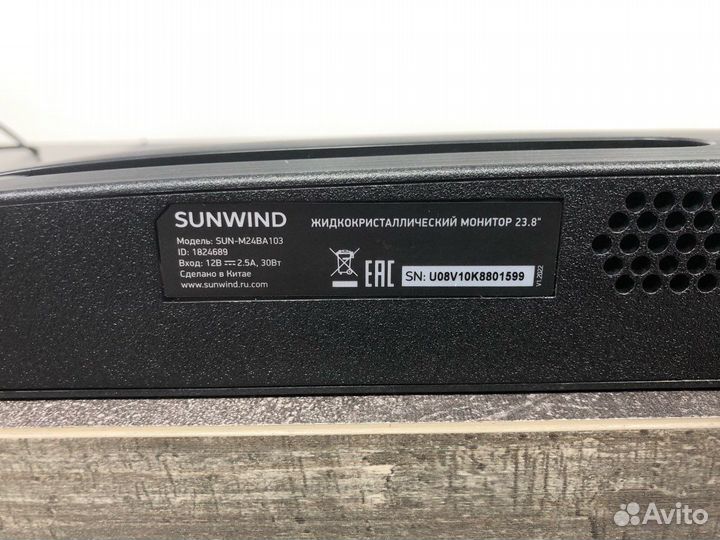 SUNWIND
ЖИДКОКРИСТАЛЛИЧЕСКИЙ МОНИТОР 23.8"
Модель: SUN-M24BA103
ID: 1824689
Вход: 12В ⎓ 2.5A, 30Вт
Сделано в Китае
www.sunwind.ru.com
EAC
SN: U08V10K8801599
V1.2022
Avito